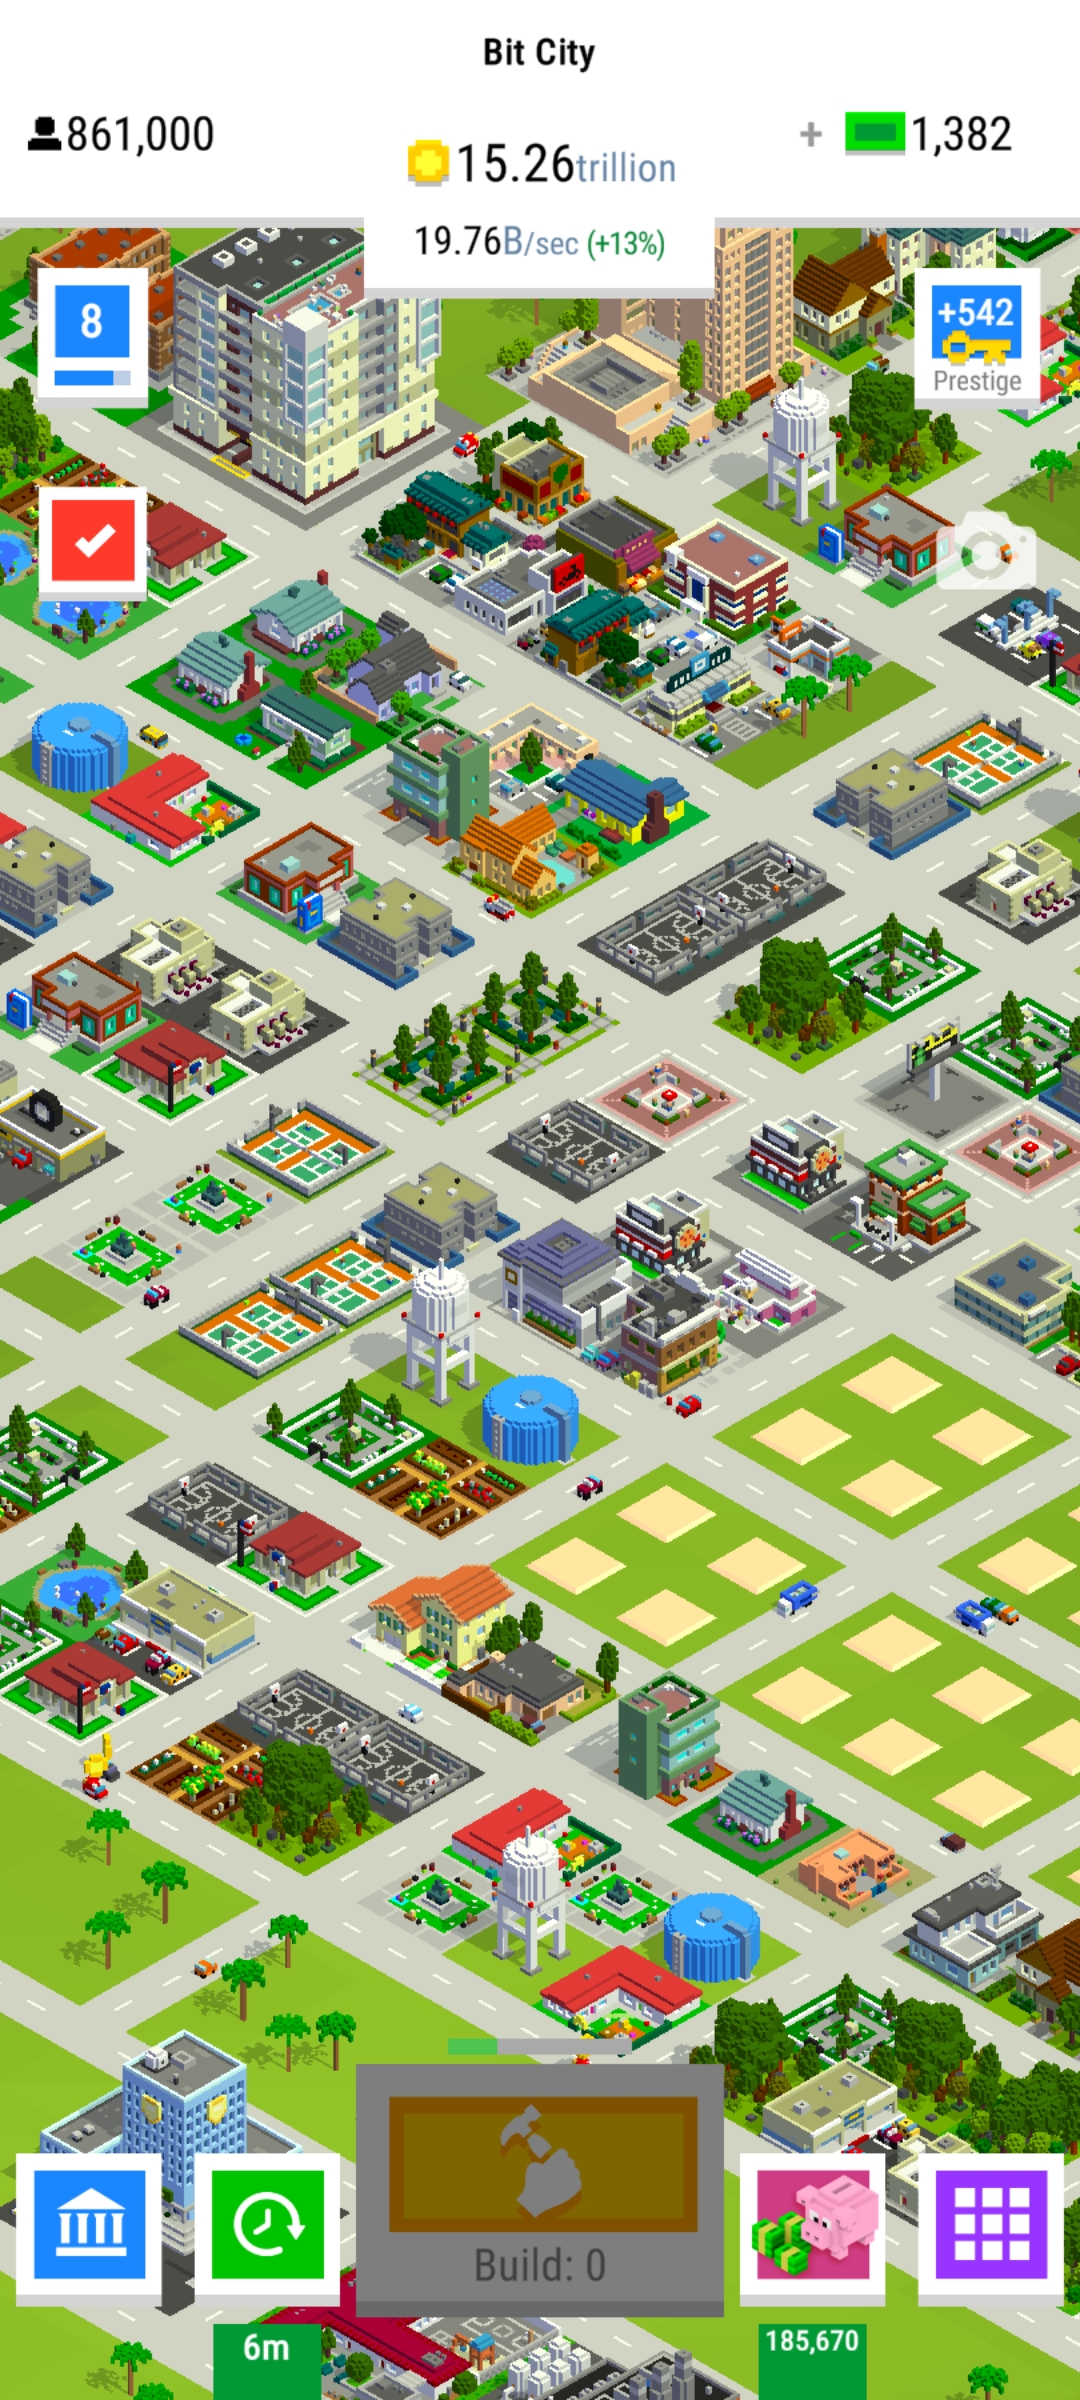 Bit City
861,000
+ 1,382
15.26trillion
19.76B/sec (+13%)
8
+542
Prestige
Build: 0
6m
185,670